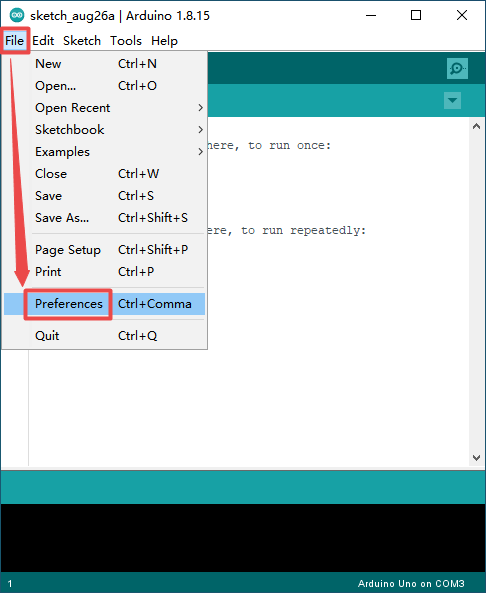 sketch_aug26a | Arduino 1.8.15
File Edit Sketch Tools Help
New Ctrl+N
Open... Ctrl+O
Open Recent
Sketchbook
Examples
here, to run once:
Close Ctrl+W
Save Ctrl+S
Save As... Ctrl+Shift+S
ere, to run repeatedly:
Page Setup Ctrl+Shift+P
Print Ctrl+P
Preferences Ctrl+Comma
Quit Ctrl+Q
1 Arduino Uno on COM3